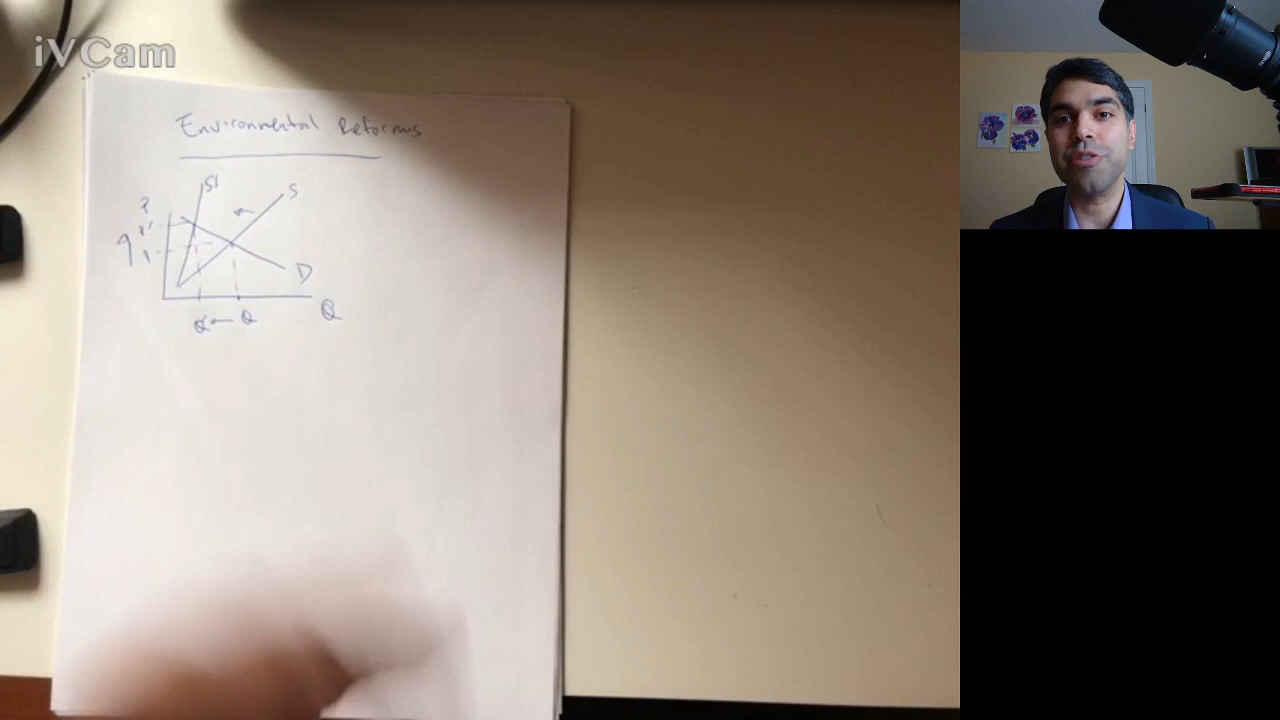 iVCam
Environmental Reforms
S' S
P
P'
P
D
Q' ← Q Q